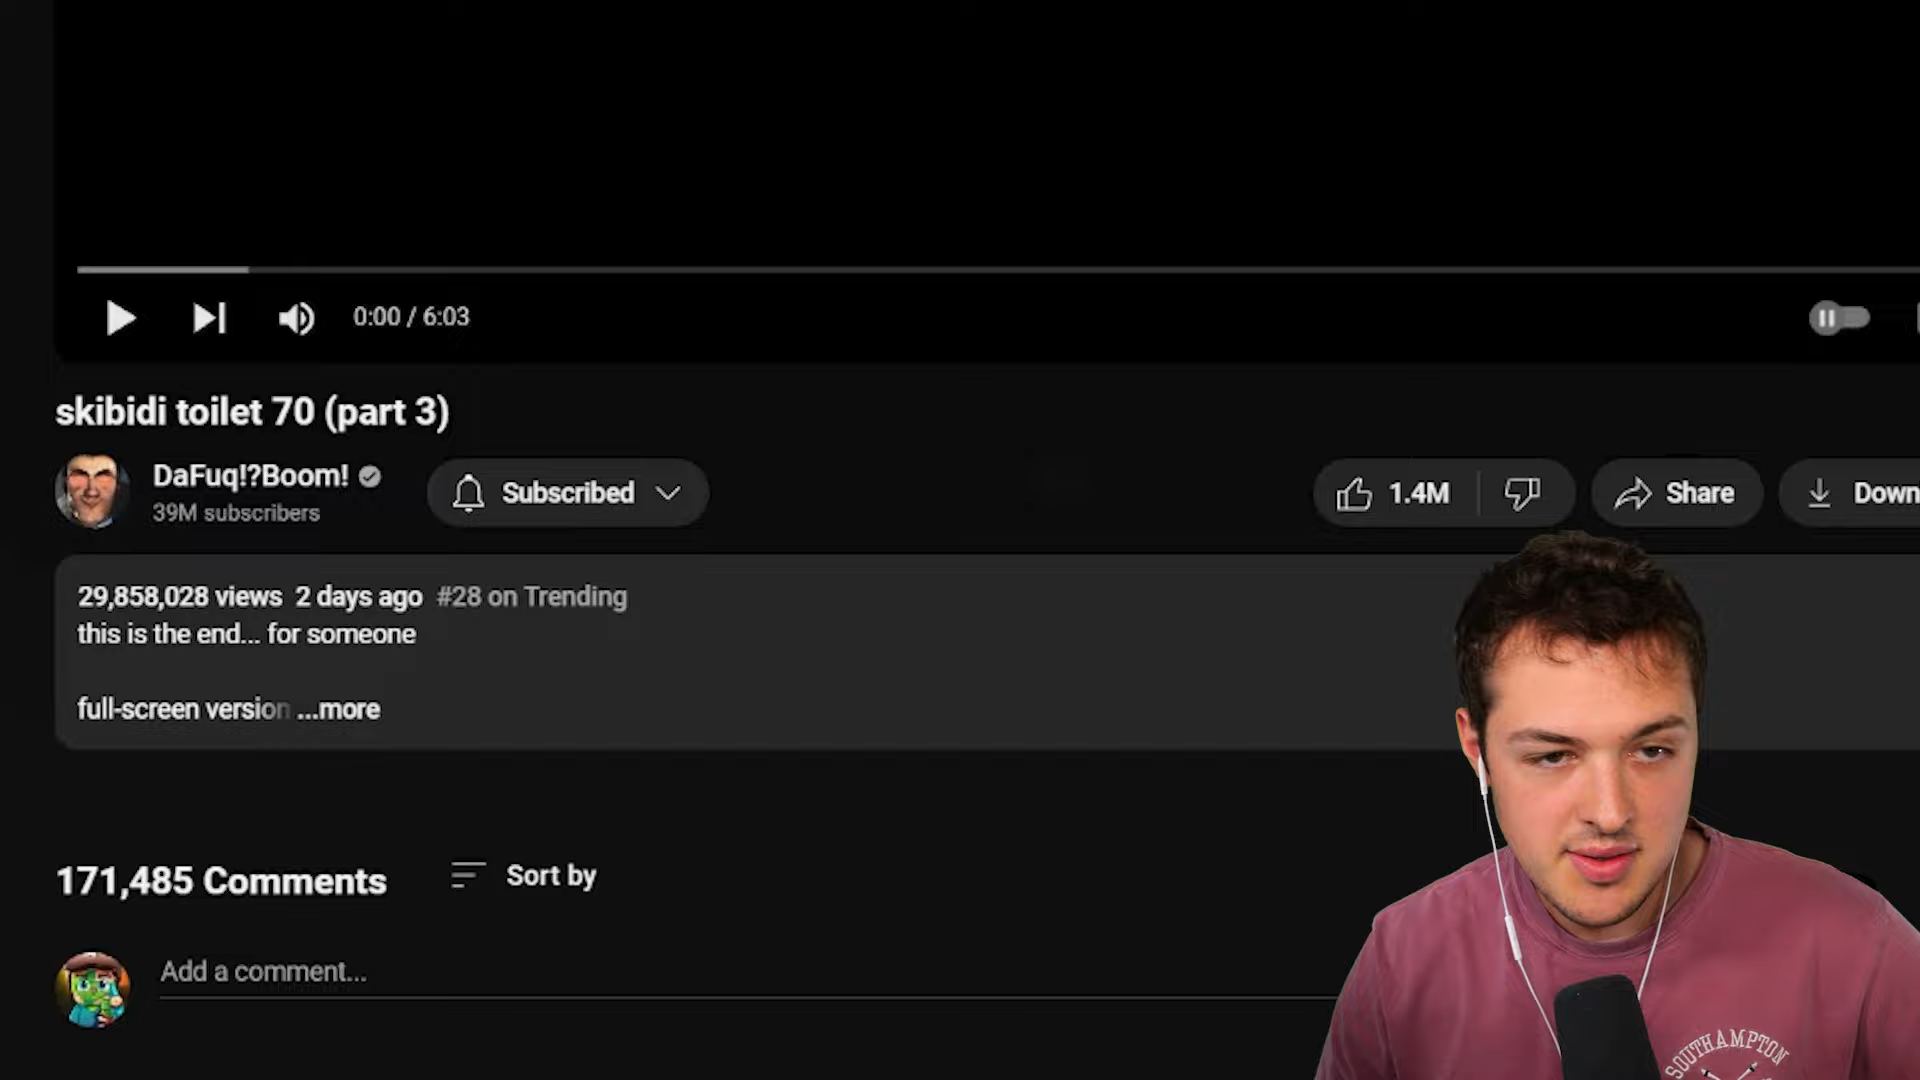 0:00 / 6:03
skibidi toilet 70 (part 3)
DaFuq!?Boom!
39M subscribers
Subscribed
1.4M
Share
Down
29,858,028 views 2 days ago #28 on Trending
this is the end... for someone
full-screen version ...more
171,485 Comments
Sort by
Add a comment...
SOUTHAMPTON